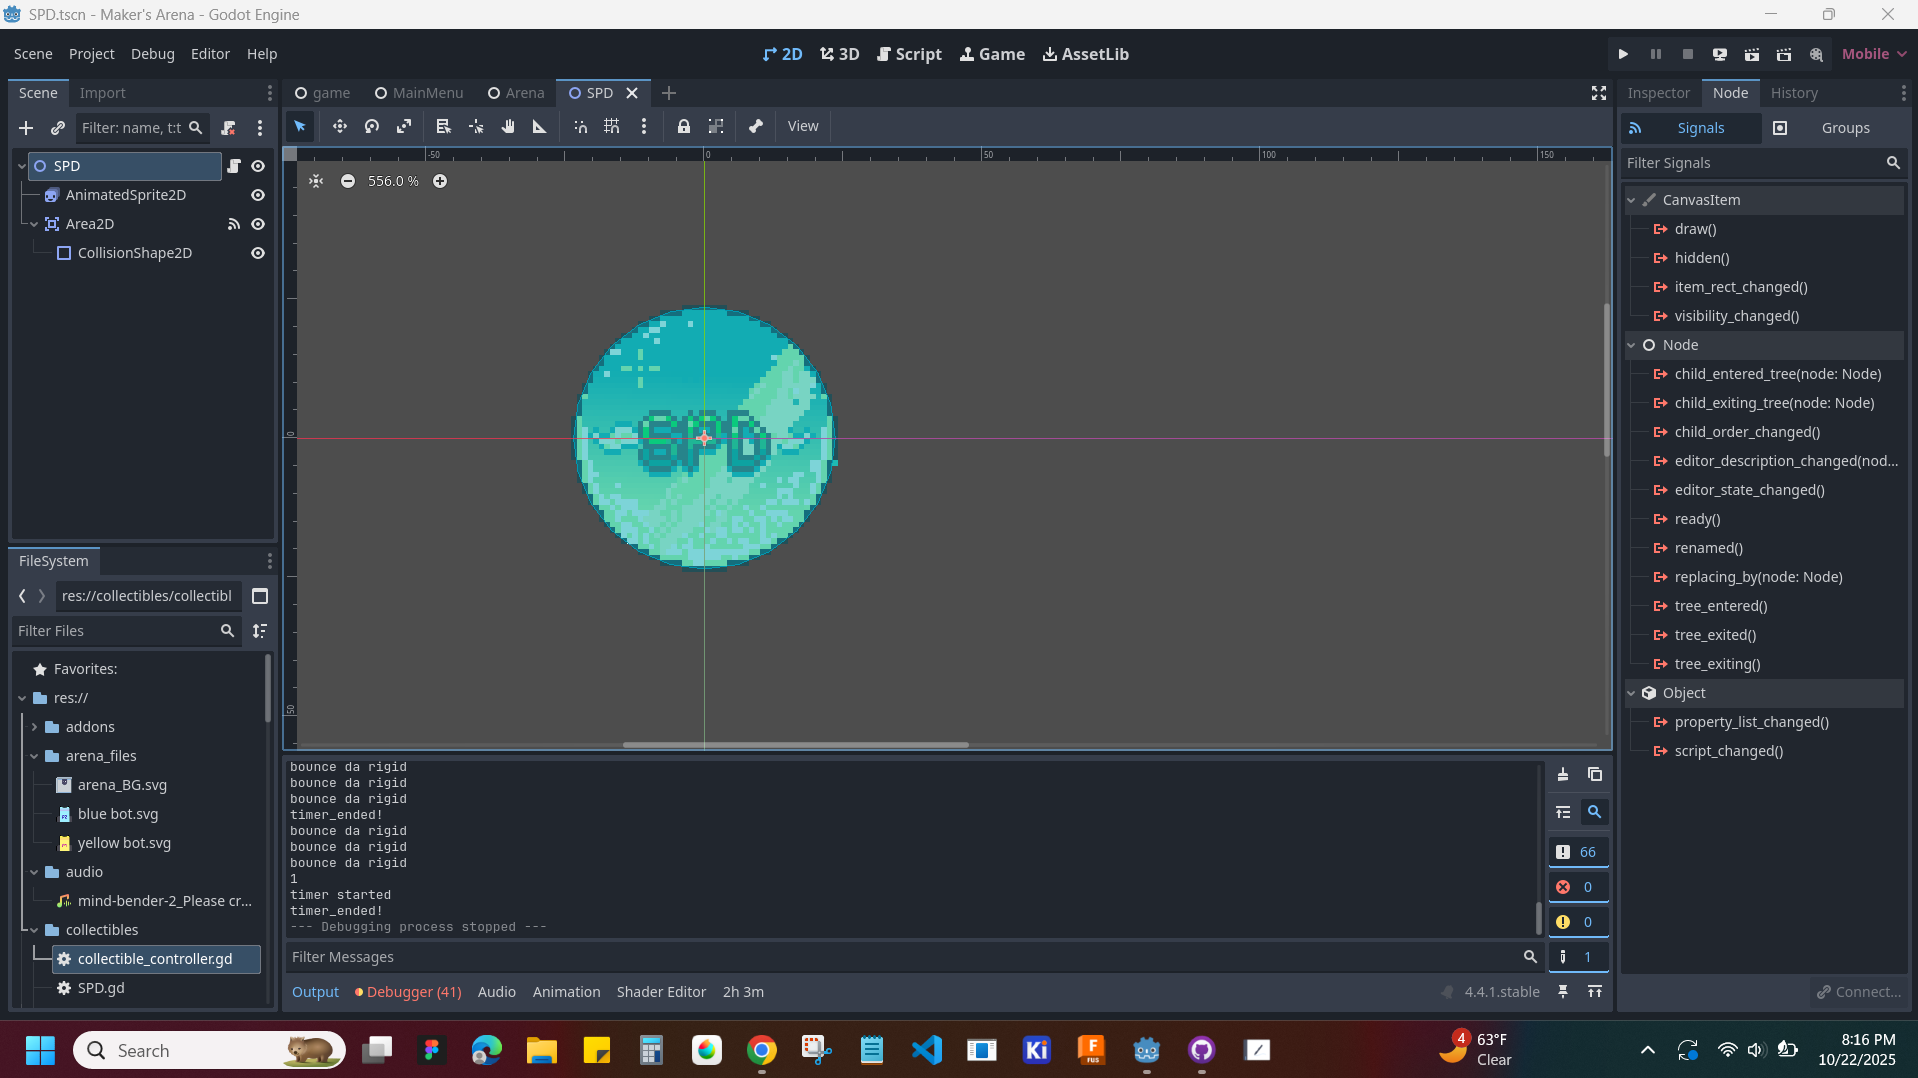 SPD.tscn - Maker's Arena - Godot Engine
Scene Project Debug Editor Help
2D 3D Script Game AssetLib
Mobile
Scene Import
game MainMenu Arena SPD
Inspector Node History
Filter: name, t:t
View
Signals Groups
Filter Signals
SPD
AnimatedSprite2D
Area2D
CollisionShape2D
-50 0 50 100 150
556.0 %
0
50
SPD
CanvasItem
draw()
hidden()
item_rect_changed()
visibility_changed()
Node
child_entered_tree(node: Node)
child_exiting_tree(node: Node)
child_order_changed()
editor_description_changed(nod...
editor_state_changed()
ready()
renamed()
replacing_by(node: Node)
tree_entered()
tree_exited()
tree_exiting()
Object
property_list_changed()
script_changed()
Connect...
FileSystem
res://collectibles/collectibl
Filter Files
Favorites:
res://
addons
arena_files
arena_BG.svg
blue bot.svg
yellow bot.svg
audio
mind-bender-2_Please cr...
collectibles
collectible_controller.gd
SPD.gd
bounce da rigid
bounce da rigid
bounce da rigid
timer_ended!
bounce da rigid
bounce da rigid
bounce da rigid
1
timer started
timer_ended!
--- Debugging process stopped ---
66
0
0
1
Filter Messages
Output Debugger (41) Audio Animation Shader Editor 2h 3m
4.4.1.stable
Search
Ki
F
FUS
4
63°F
Clear
8:16 PM
10/22/2025